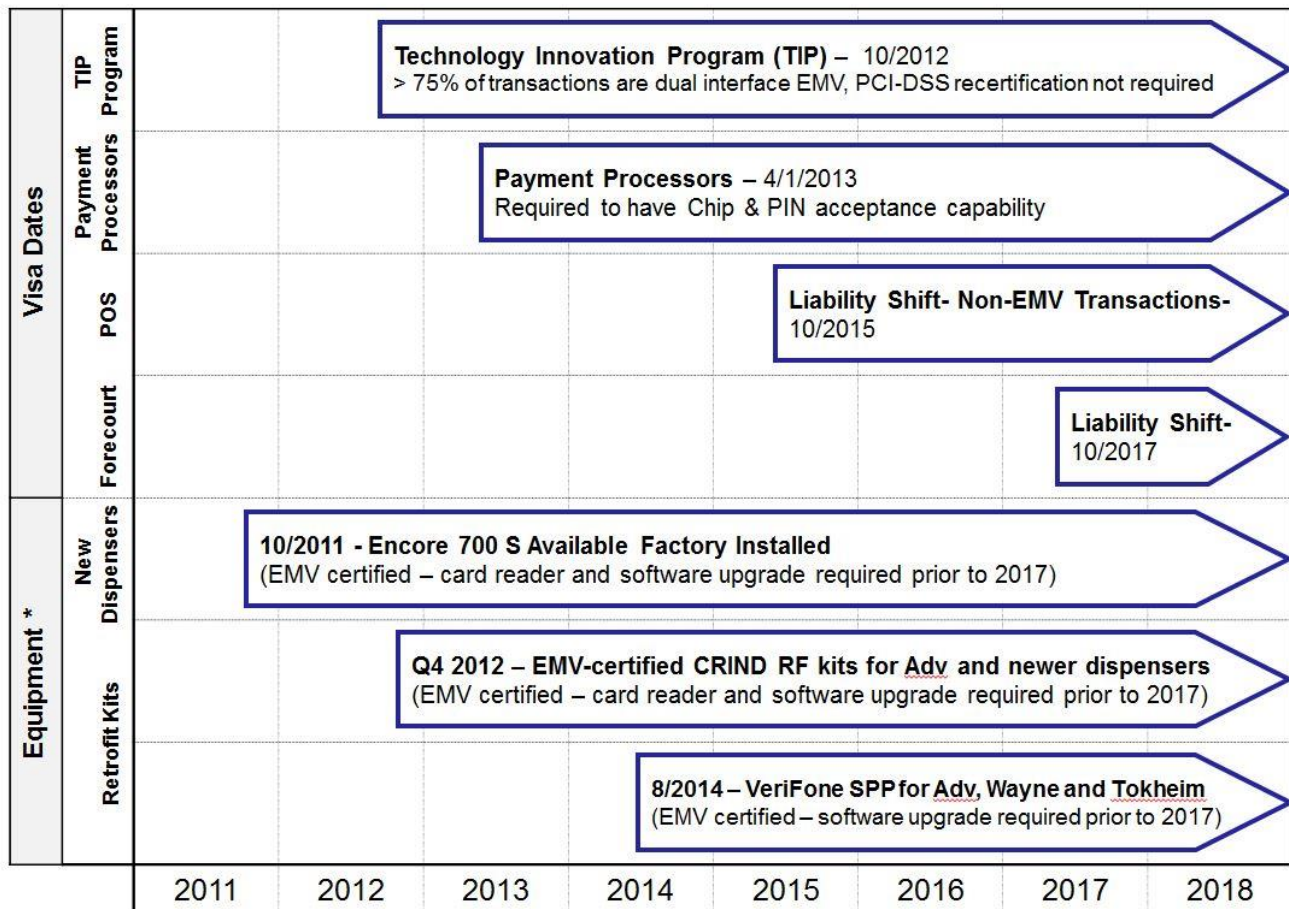 Visa Dates
TIP
Program
Technology Innovation Program (TIP) – 10/2012
> 75% of transactions are dual interface EMV, PCI-DSS recertification not required
Payment
Processors
Payment Processors – 4/1/2013
Required to have Chip & PIN acceptance capability
POS
Liability Shift- Non-EMV Transactions-
10/2015
Forecourt
Liability Shift-
10/2017
Equipment *
New
Dispensers
10/2011 - Encore 700 S Available Factory Installed
(EMV certified – card reader and software upgrade required prior to 2017)
Retrofit Kits
Q4 2012 – EMV-certified CRIND RF kits for Adv and newer dispensers
(EMV certified – card reader and software upgrade required prior to 2017)
8/2014 – VeriFone SPP for Adv, Wayne and Tokheim
(EMV certified – software upgrade required prior to 2017)
2011 2012 2013 2014 2015 2016 2017 2018